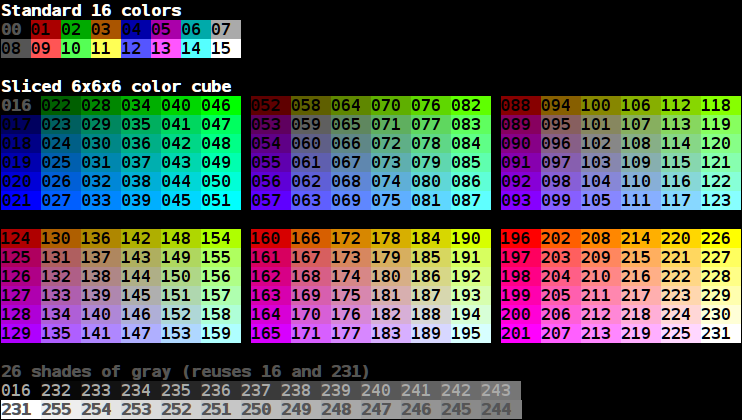 Standard 16 colors
00 01 02 03 04 05 06 07
08 09 10 11 12 13 14 15
Sliced 6x6x6 color cube
016 022 028 034 040 046 052 058 064 070 076 082 088 094 100 106 112 118
017 023 029 035 041 047 053 059 065 071 077 083 089 095 101 107 113 119
018 024 030 036 042 048 054 060 066 072 078 084 090 096 102 108 114 120
019 025 031 037 043 049 055 061 067 073 079 085 091 097 103 109 115 121
020 026 032 038 044 050 056 062 068 074 080 086 092 098 104 110 116 122
021 027 033 039 045 051 057 063 069 075 081 087 093 099 105 111 117 123
124 130 136 142 148 154 160 166 172 178 184 190 196 202 208 214 220 226
125 131 137 143 149 155 161 167 173 179 185 191 197 203 209 215 221 227
126 132 138 144 150 156 162 168 174 180 186 192 198 204 210 216 222 228
127 133 139 145 151 157 163 169 175 181 187 193 199 205 211 217 223 229
128 134 140 146 152 158 164 170 176 182 188 194 200 206 212 218 224 230
129 135 141 147 153 159 165 171 177 183 189 195 201 207 213 219 225 231
26 shades of gray (reuses 16 and 231)
016 232 233 234 235 236 237 238 239 240 241 242 243
231 255 254 253 252 251 250 249 248 247 246 245 244